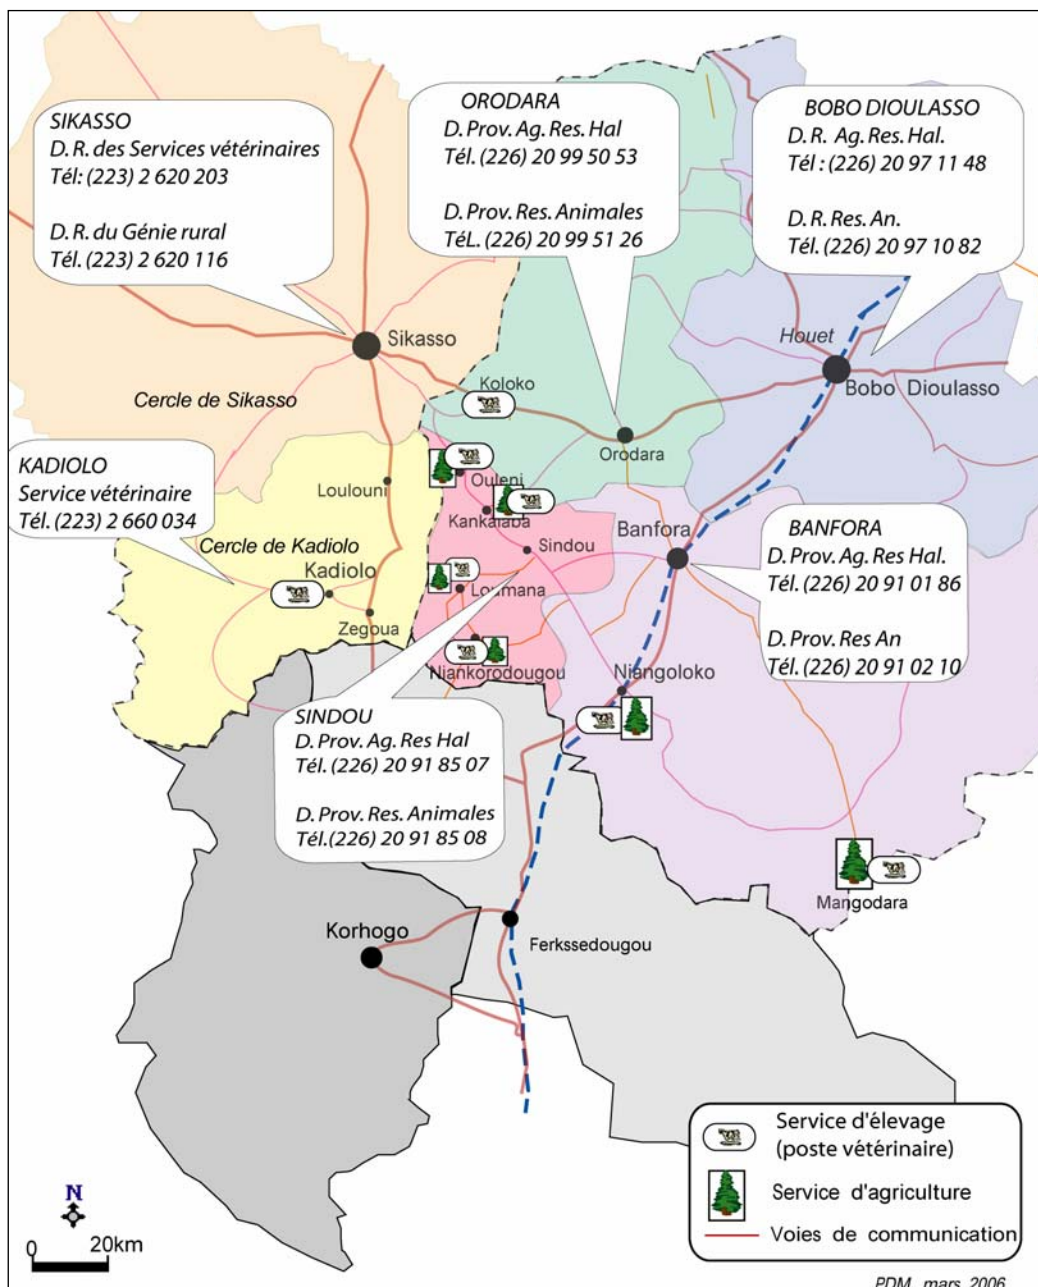 SIKASSO
D. R. des Services vétérinaires
Tél: (223) 2 620 203
D. R. du Génie rural
Tél. (223) 2 620 116
ORODARA
D. Prov. Ag. Res. Hal
Tél. (226) 20 99 50 53
D. Prov. Res. Animales
TéL. (226) 20 99 51 26
BOBO DIOULASSO
D. R. Ag. Res. Hal.
Tél : (226) 20 97 11 48
D. R. Res. An.
Tél. (226) 20 97 10 82
Sikasso
Koloko
Houet
Bobo Dioulasso
Cercle de Sikasso
Orodara
KADIOLO
Service vétérinaire
Tél. (223) 2 660 034
Loulouni
Ouleni
Kankalaba
Cercle de Kadiolo
Kadiolo
Sindou
Banfora
Loumana
Zegoua
Niankorodougou
Niangoloko
BANFORA
D. Prov. Ag. Res Hal.
Tél. (226) 20 91 01 86
D. Prov. Res An
Tél. (226) 20 91 02 10
SINDOU
D. Prov. Ag. Res Hal
Tél. (226) 20 91 85 07
D. Prov. Res. Animales
Tél.(226) 20 91 85 08
Mangodara
Korhogo
Ferkssedougou
Service d'élevage
(poste vétérinaire)
Service d'agriculture
Voies de communication
N
0 20km
PDM mars 2006